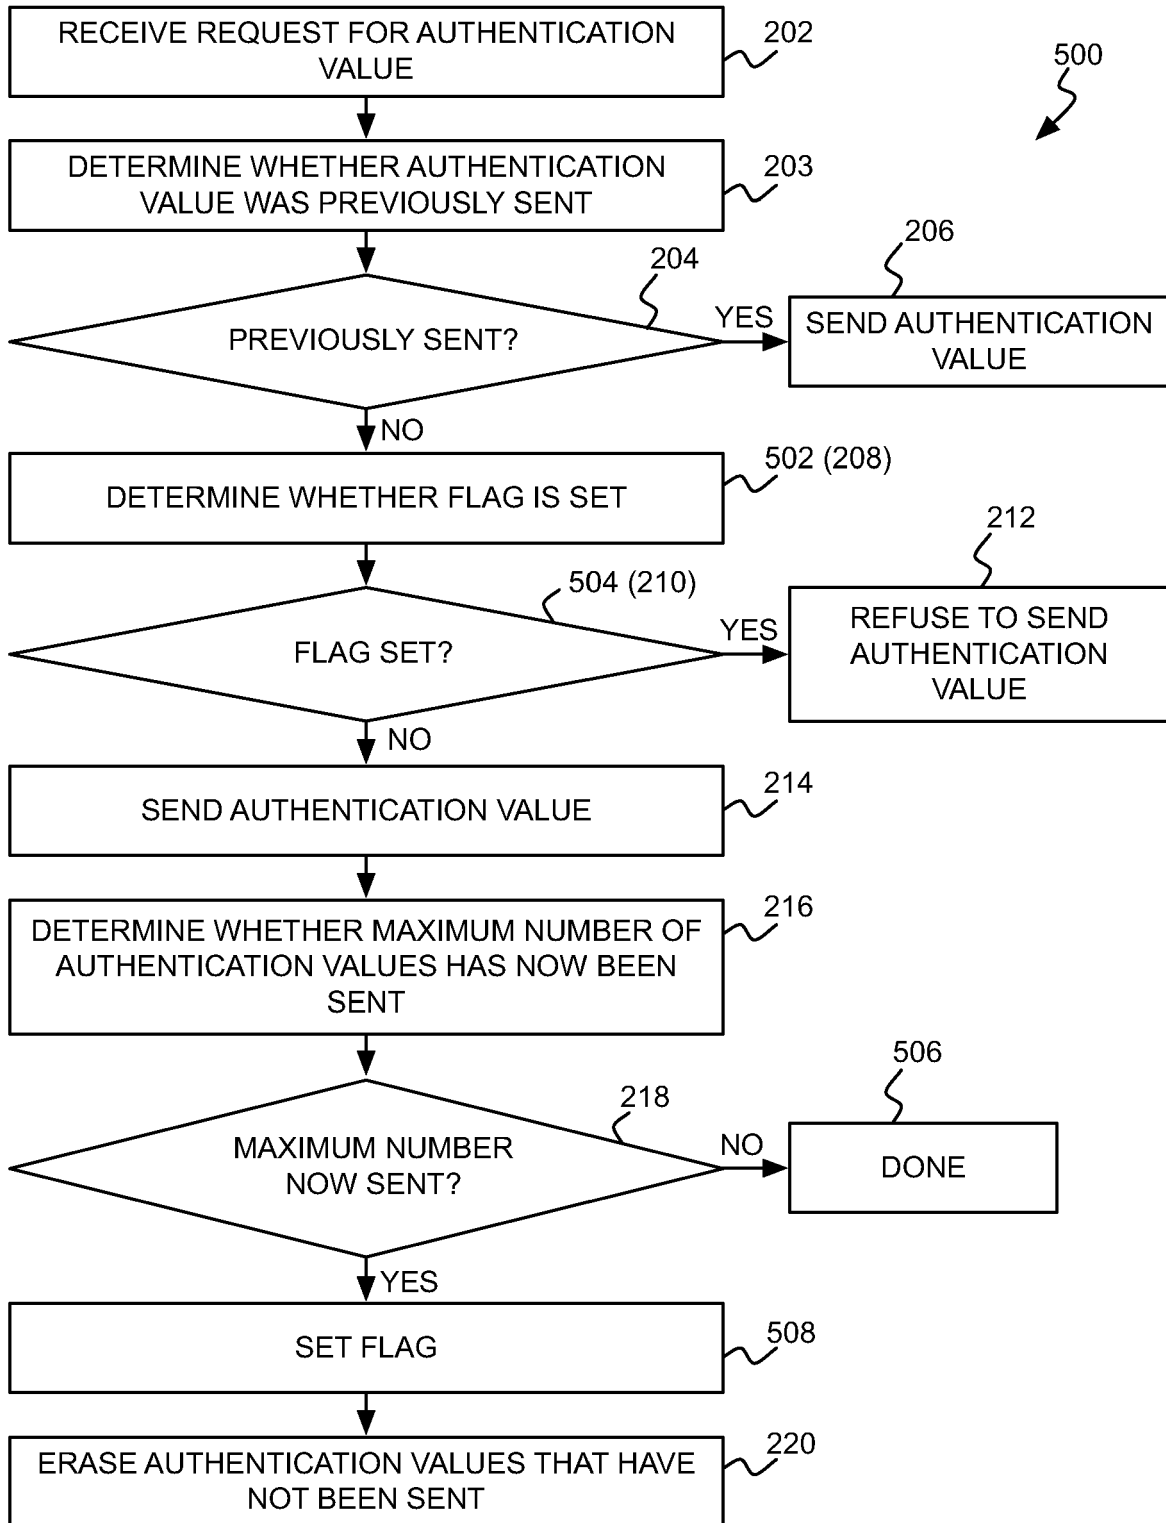 RECEIVE REQUEST FOR AUTHENTICATION
VALUE
202
500
DETERMINE WHETHER AUTHENTICATION
VALUE WAS PREVIOUSLY SENT
203
204
206
PREVIOUSLY SENT?
YES
SEND AUTHENTICATION
VALUE
NO
DETERMINE WHETHER FLAG IS SET
502 (208)
504 (210)
212
FLAG SET?
YES
REFUSE TO SEND
AUTHENTICATION
VALUE
NO
SEND AUTHENTICATION VALUE
214
DETERMINE WHETHER MAXIMUM NUMBER OF
AUTHENTICATION VALUES HAS NOW BEEN
SENT
216
218
506
MAXIMUM NUMBER
NOW SENT?
NO
DONE
YES
SET FLAG
508
ERASE AUTHENTICATION VALUES THAT HAVE
NOT BEEN SENT
220